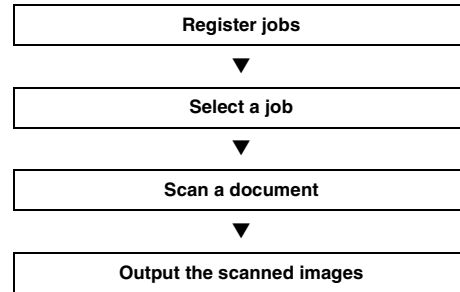 Register jobs
Select a job
Scan a document
Output the scanned images